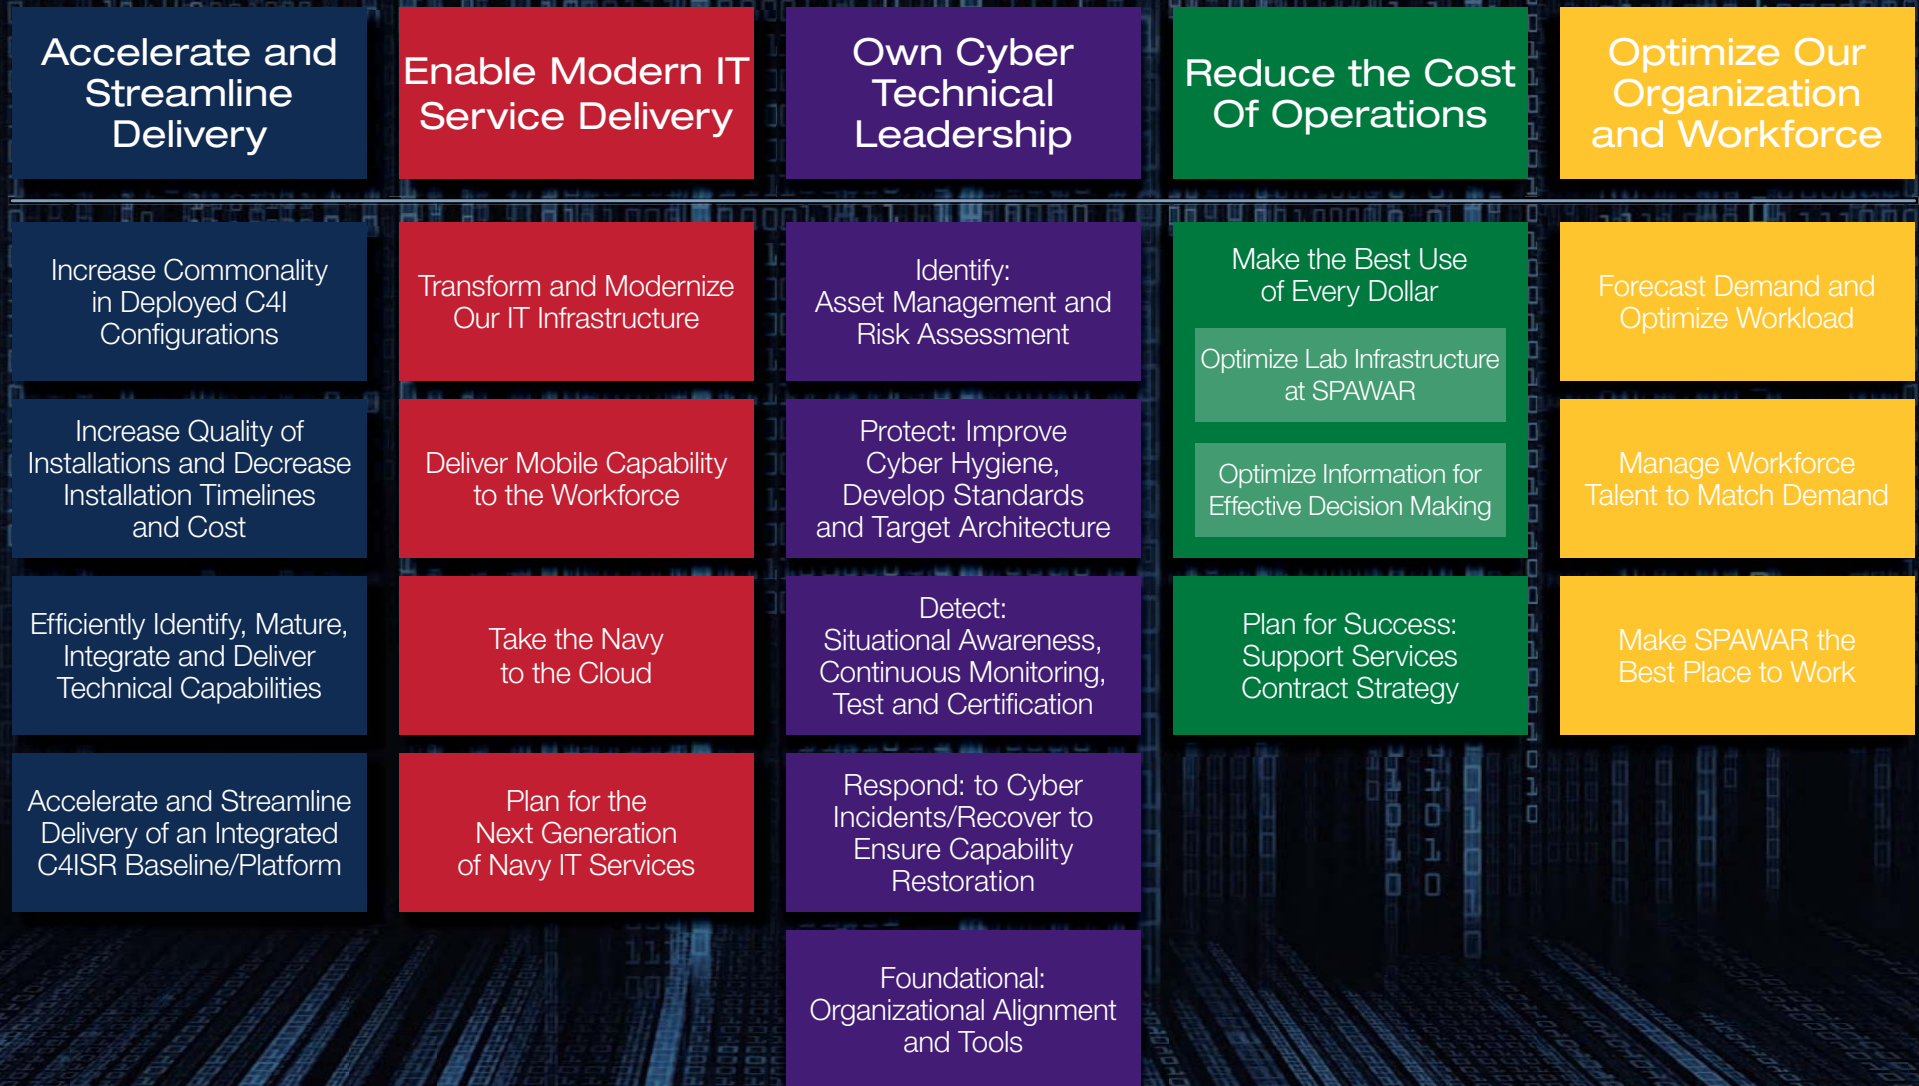 Accelerate and
Streamline
Delivery
Enable Modern IT
Service Delivery
Own Cyber
Technical
Leadership
Reduce the Cost
Of Operations
Optimize Our
Organization
and Workforce
Increase Commonality
in Deployed C4I
Configurations
Increase Quality of
Installations and Decrease
Installation Timelines
and Cost
Efficiently Identify, Mature,
Integrate and Deliver
Technical Capabilities
Accelerate and Streamline
Delivery of an Integrated
C4ISR Baseline/Platform
Transform and Modernize
Our IT Infrastructure
Deliver Mobile Capability
to the Workforce
Take the Navy
to the Cloud
Plan for the
Next Generation
of Navy IT Services
Identify:
Asset Management and
Risk Assessment
Protect: Improve
Cyber Hygiene,
Develop Standards
and Target Architecture
Detect:
Situational Awareness,
Continuous Monitoring,
Test and Certification
Respond: to Cyber
Incidents/Recover to
Ensure Capability
Restoration
Foundational:
Organizational Alignment
and Tools
Make the Best Use
of Every Dollar
Optimize Lab Infrastructure
at SPAWAR
Optimize Information for
Effective Decision Making
Plan for Success:
Support Services
Contract Strategy
Forecast Demand and
Optimize Workload
Manage Workforce
Talent to Match Demand
Make SPAWAR the
Best Place to Work